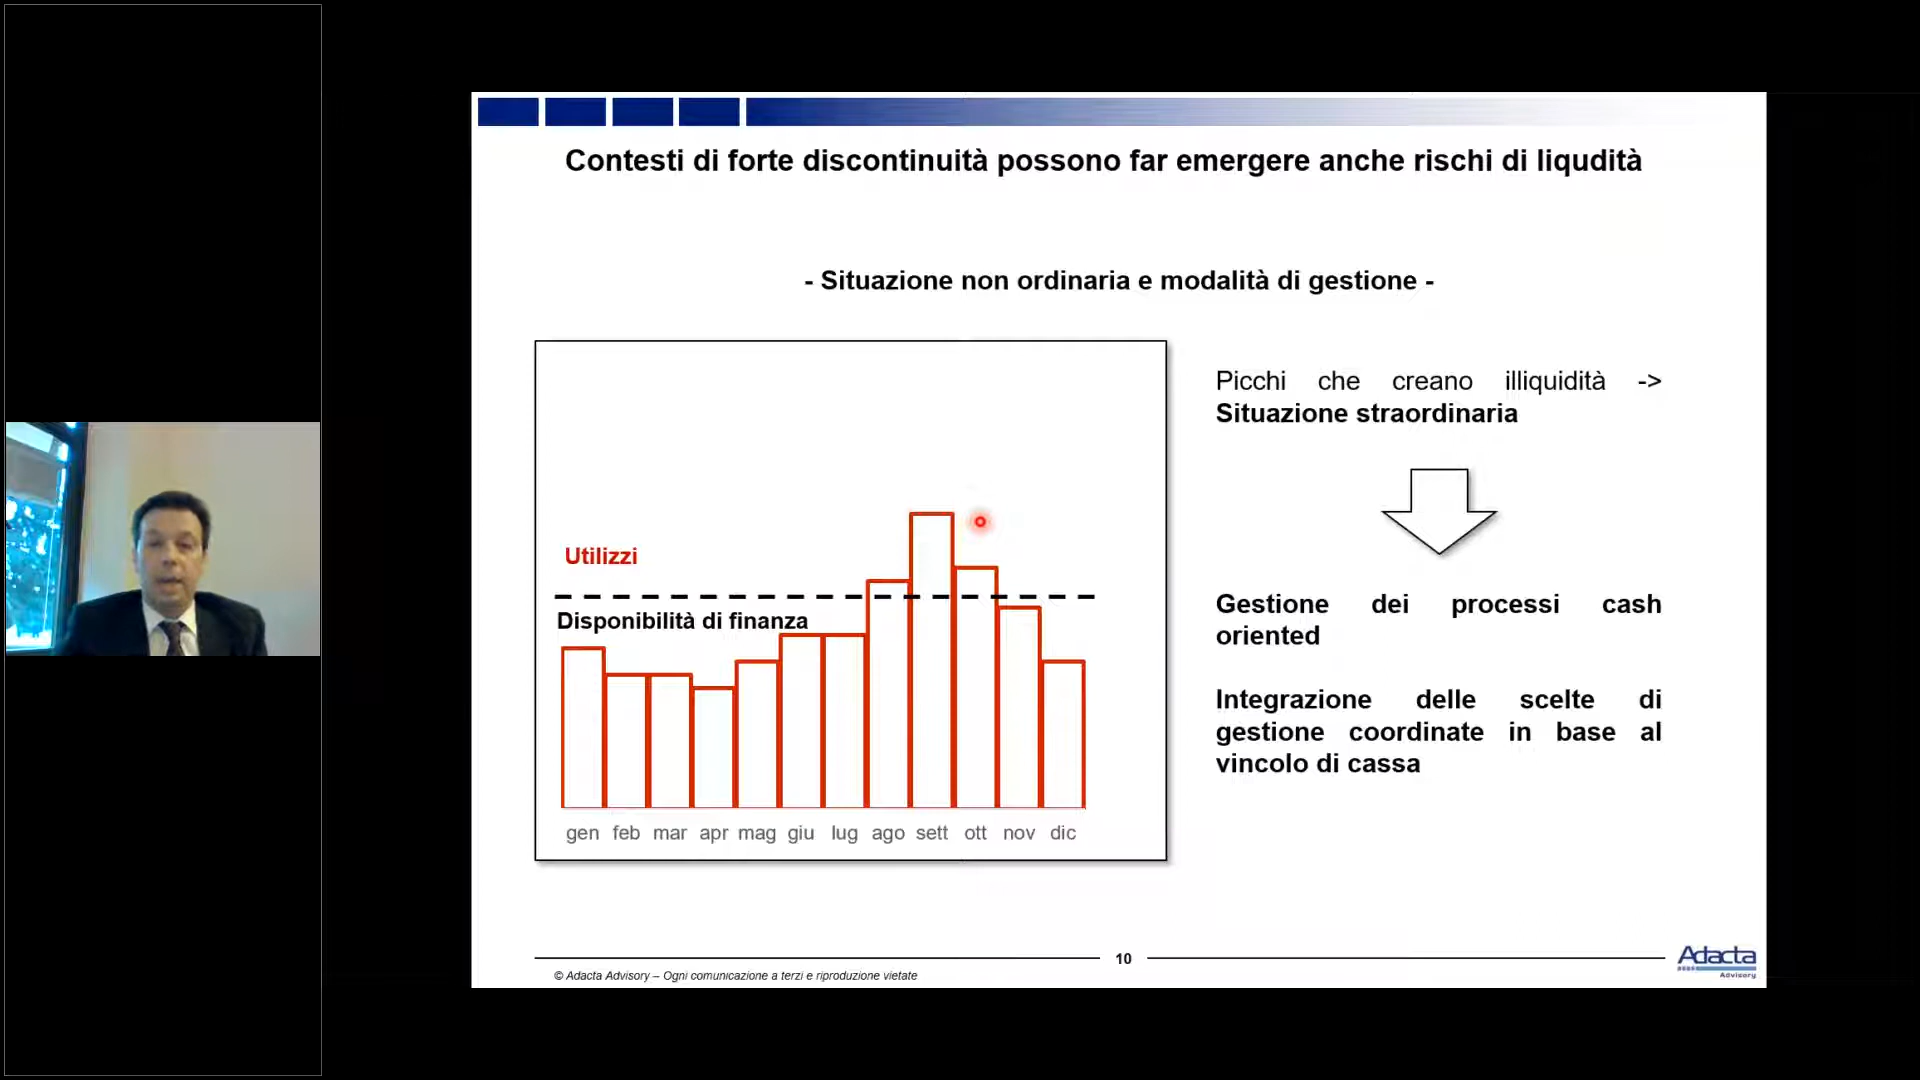 Contesti di forte discontinuità possono far emergere anche rischi di liqudità
- Situazione non ordinaria e modalità di gestione -
Utilizzi
Disponibilità di finanza
gen feb mar apr mag giu lug ago sett ott nov dic
Picchi che creano illiquidità ->
Situazione straordinaria
Gestione dei processi cash
oriented
Integrazione delle scelte di
gestione coordinate in base al
vincolo di cassa
10
© Adacta Advisory – Ogni comunicazione a terzi e riproduzione vietate
Adacta
Advisory